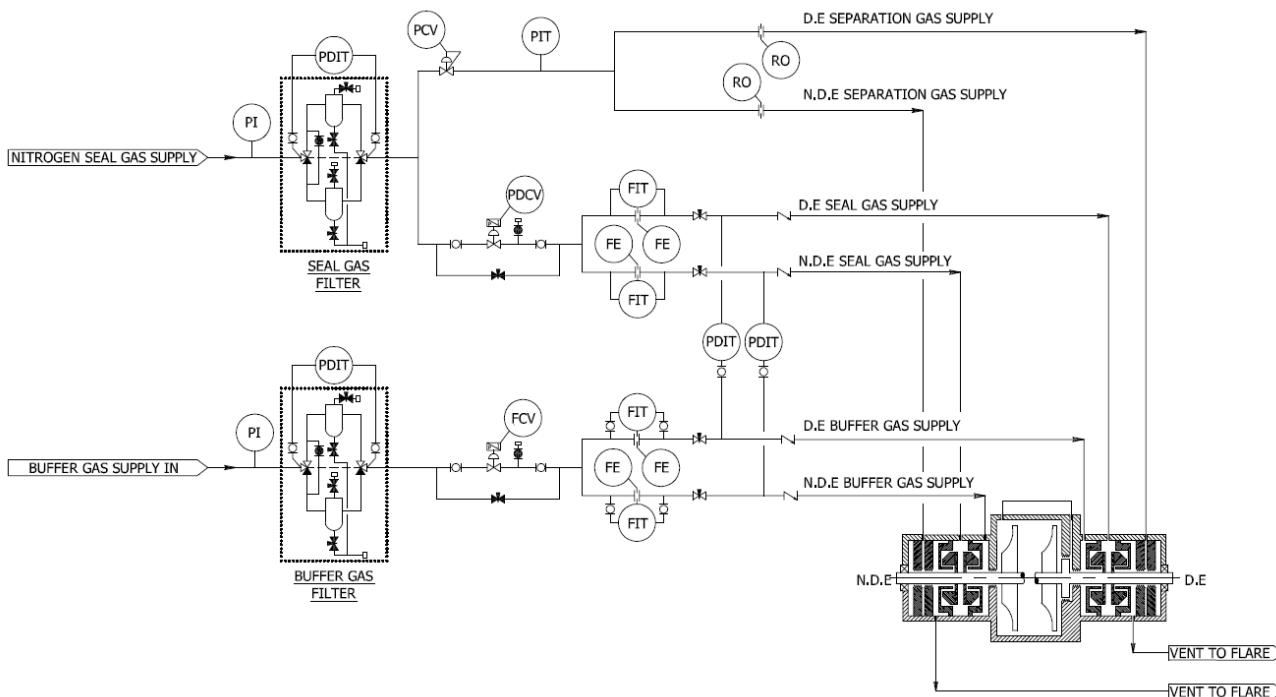 D.E SEPARATION GAS SUPPLY
PCV
PIT
PDIT
RO
RO
N.D.E SEPARATION GAS SUPPLY
PI
NITROGEN SEAL GAS SUPPLY
PDCV
FIT
D.E SEAL GAS SUPPLY
FE
FE
N.D.E SEAL GAS SUPPLY
SEAL GAS
FILTER
FIT
PDIT
PDIT
PDIT
FCV
FIT
D.E BUFFER GAS SUPPLY
PI
BUFFER GAS SUPPLY IN
FE
FE
N.D.E BUFFER GAS SUPPLY
FIT
BUFFER GAS
FILTER
N.D.E
D.E
VENT TO FLARE
VENT TO FLARE